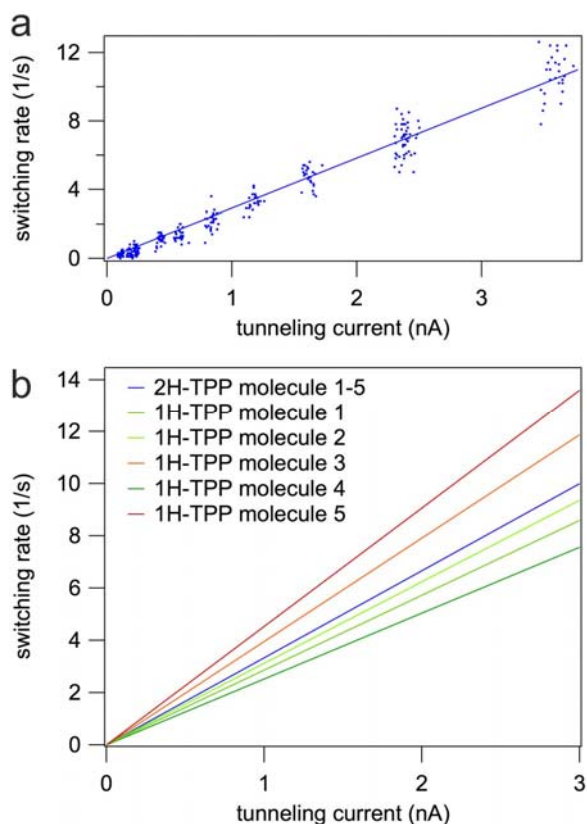 a
12
8
4
0
switching rate (1/s)
0 1 2 3
tunneling current (nA)
b
14
12
10
8
6
4
2
0
switching rate (1/s)
2H-TPP molecule 1-5
1H-TPP molecule 1
1H-TPP molecule 2
1H-TPP molecule 3
1H-TPP molecule 4
1H-TPP molecule 5
0 1 2 3
tunneling current (nA)